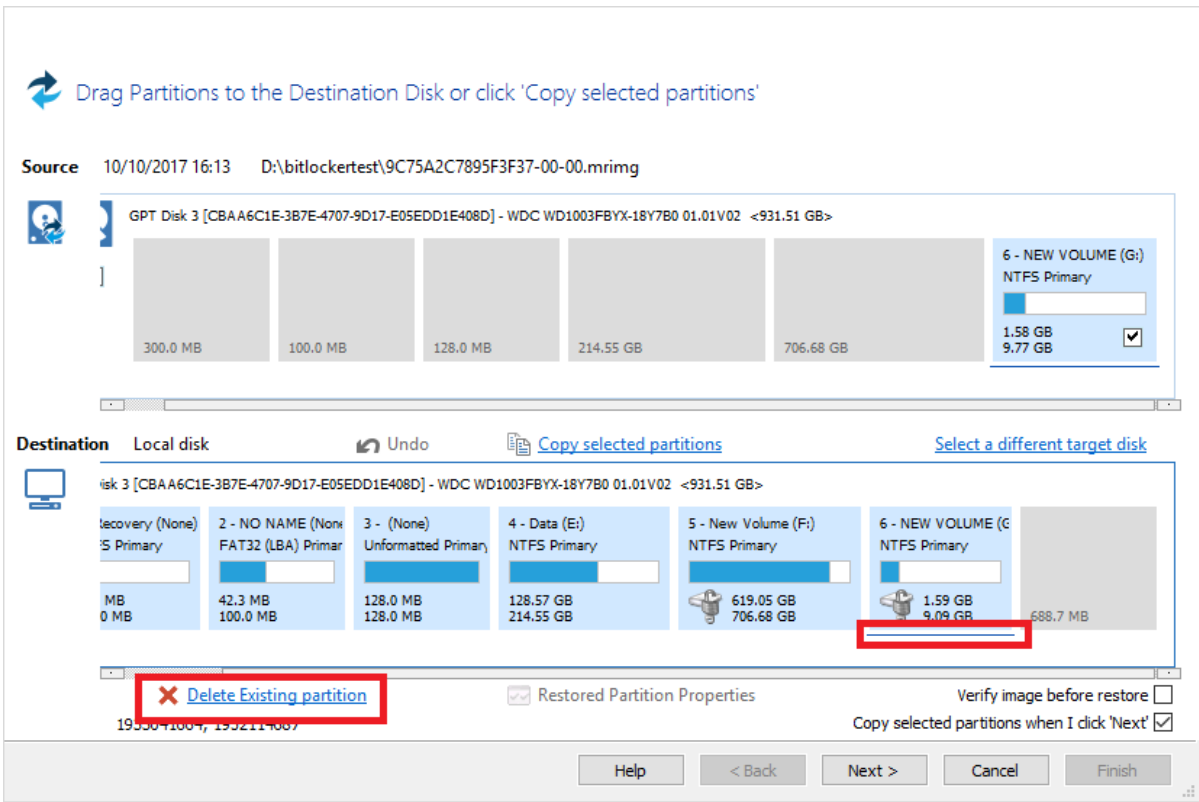 Drag Partitions to the Destination Disk or click 'Copy selected partitions'
Source 10/10/2017 16:13 D:\bitlockertest\9C75A2C7895F3F37-00-00.mrimg
GPT Disk 3 [CBAA6C1E-3B7E-4707-9D17-E05EDD1E408D] - WDC WD1003FBYX-18Y7B0 01.01V02 <931.51 GB>
6 - NEW VOLUME (G:)
NTFS Primary
]
1.58 GB
300.0 MB 100.0 MB 128.0 MB 214.55 GB 706.68 GB 9.77 GB
Destination Local disk Undo Copy selected partitions Select a different target disk
isk 3 [CBAA6C1E-3B7E-4707-9D17-E05EDD1E408D] - WDC WD1003FBYX-18Y7B0 01.01V02 <931.51 GB>
Recovery (None) 2 - NO NAME (None 3 - (None) 4 - Data (E:) 5 - New Volume (F:) 6 - NEW VOLUME (G
S Primary FAT32 (LBA) Primar Unformatted Primary NTFS Primary NTFS Primary NTFS Primary
MB 42.3 MB 128.0 MB 128.57 GB 619.05 GB 1.59 GB
0 MB 100.0 MB 128.0 MB 214.55 GB 706.68 GB 9.09 GB 688.7 MB
Delete Existing partition Restored Partition Properties Verify image before restore
Copy selected partitions when I click 'Next'
Help < Back Next > Cancel Finish